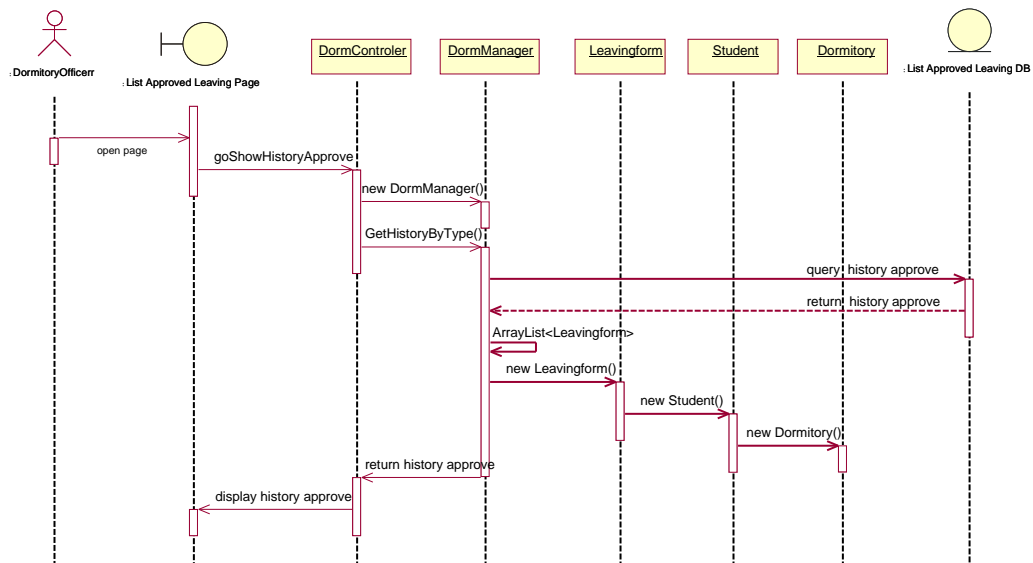 DormControler
DormManager
Leavingform
Student
Dormitory
: DormitoryOfficerr
: List Approved Leaving Page
: List Approved Leaving DB
open page
goShowHistoryApprove
new DormManager()
GetHistoryByType()
query history approve
return history approve
ArrayList<Leavingform>
new Leavingform()
new Student()
new Dormitory()
return history approve
display history approve